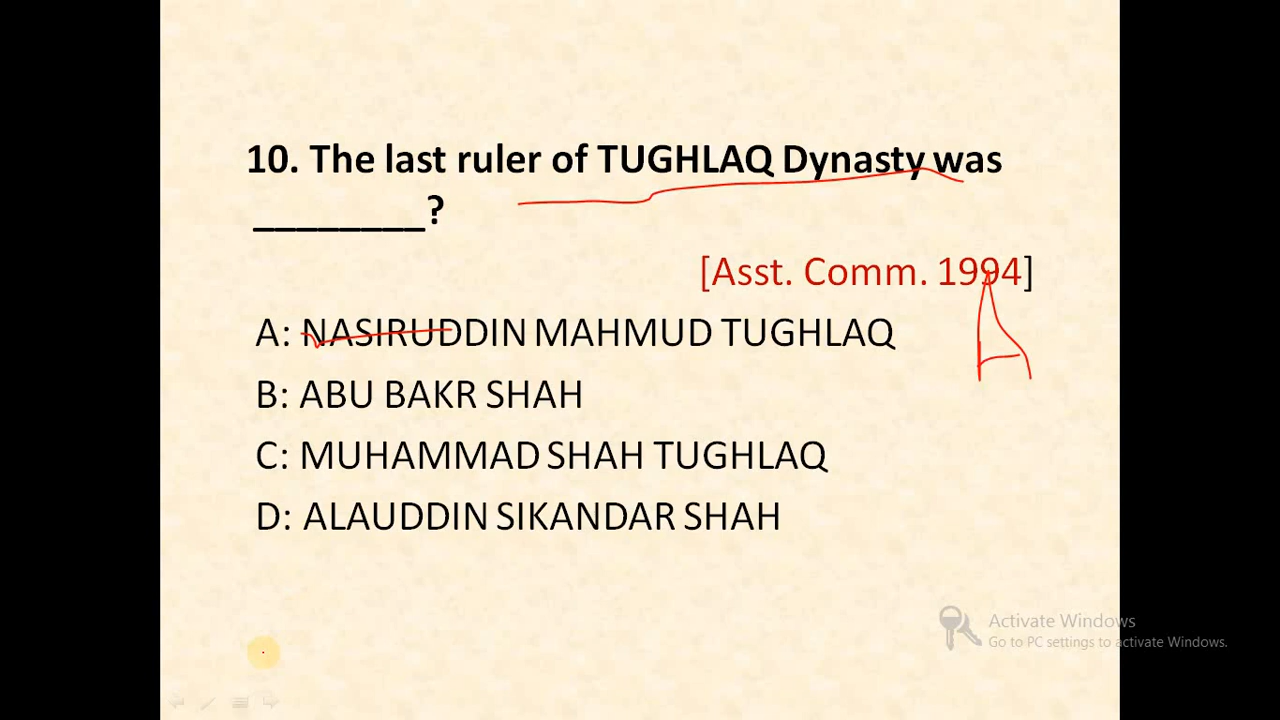 10. The last ruler of TUGHLAQ Dynasty was
________?
[Asst. Comm. 1994]
A: NASIRUDDIN MAHMUD TUGHLAQ
B: ABU BAKR SHAH
C: MUHAMMAD SHAH TUGHLAQ
D: ALAUDDIN SIKANDAR SHAH
A
Activate Windows
Go to PC settings to activate Windows.